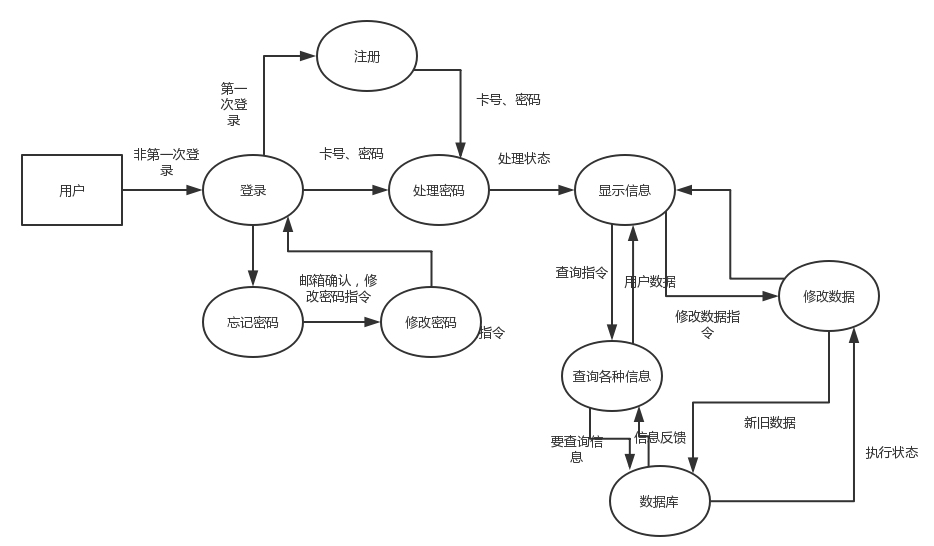 注册
第一
次登
录
卡号、密码
非第一次登
录
卡号、密码
处理状态
用户
登录
处理密码
显示信息
查询指令
用户数据
邮箱确认，修
改密码指令
修改数据
忘记密码
修改密码
指令
修改数据指
令
查询各种信息
新旧数据
要查询信
息
信息反馈
执行状态
数据库